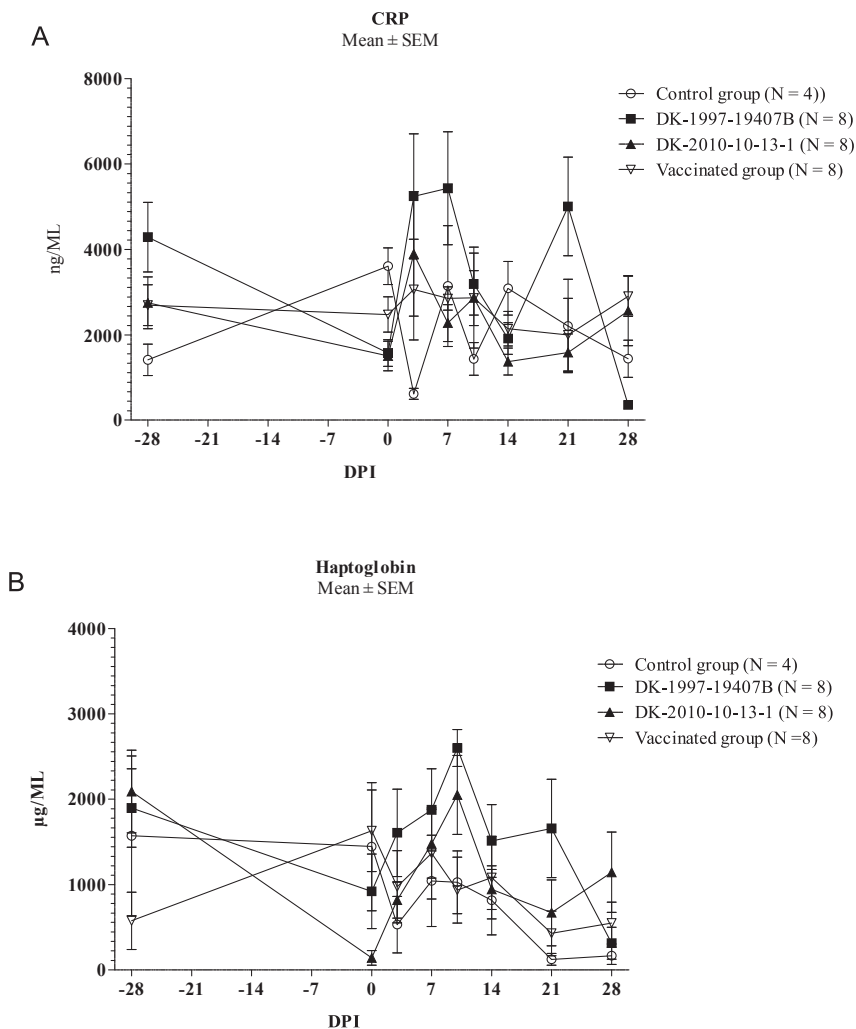 A
CRP
Mean ± SEM
8000
6000
4000
2000
0
ng/ML
-28 -21 -14 -7 0 7 14 21 28
DPI
Control group (N = 4))
DK-1997-19407B (N = 8)
DK-2010-10-13-1 (N = 8)
Vaccinated group (N = 8)
B
Haptoglobin
Mean ± SEM
4000
3000
2000
1000
0
µg/ML
-28 -21 -14 -7 0 7 14 21 28
DPI
Control group (N = 4)
DK-1997-19407B (N = 8)
DK-2010-10-13-1 (N = 8)
Vaccinated group (N =8)